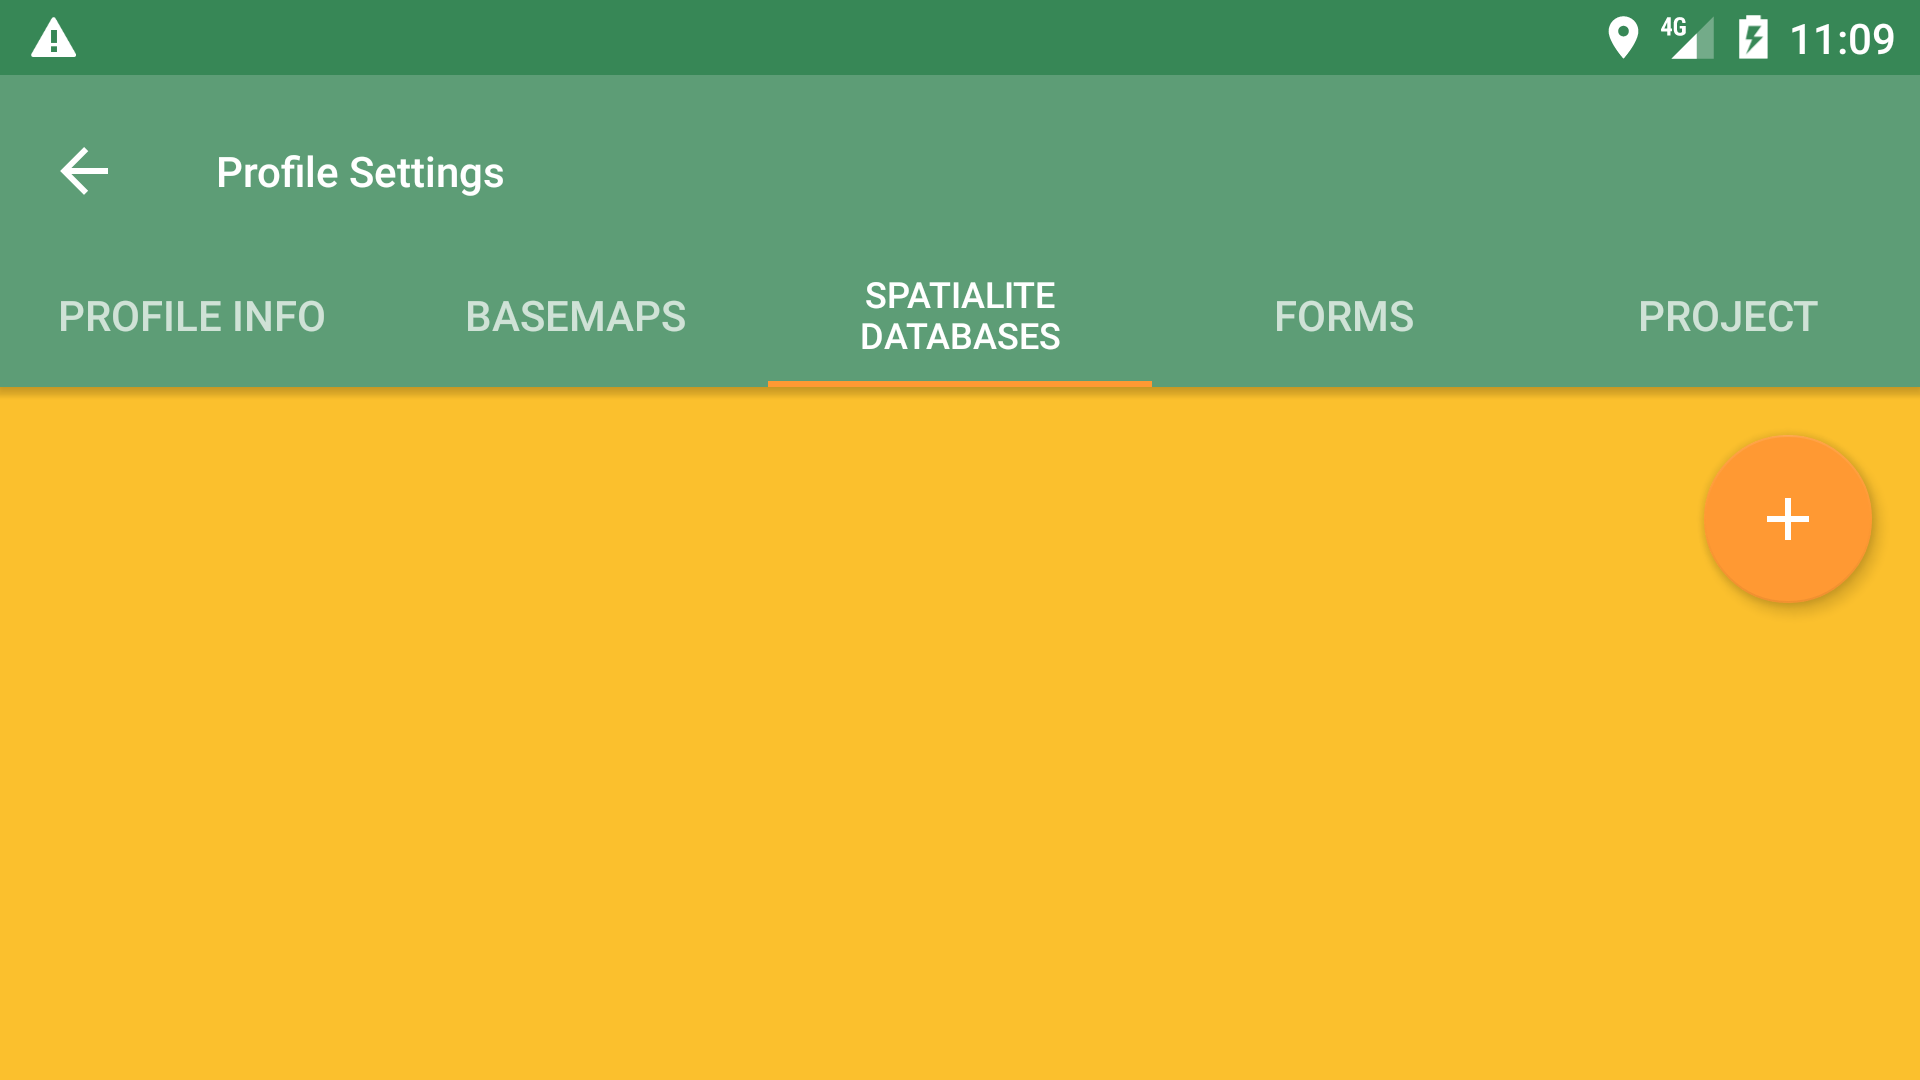 4G
11:09
Profile Settings
PROFILE INFO
BASEMAPS
SPATIALITE
DATABASES
FORMS
PROJECT